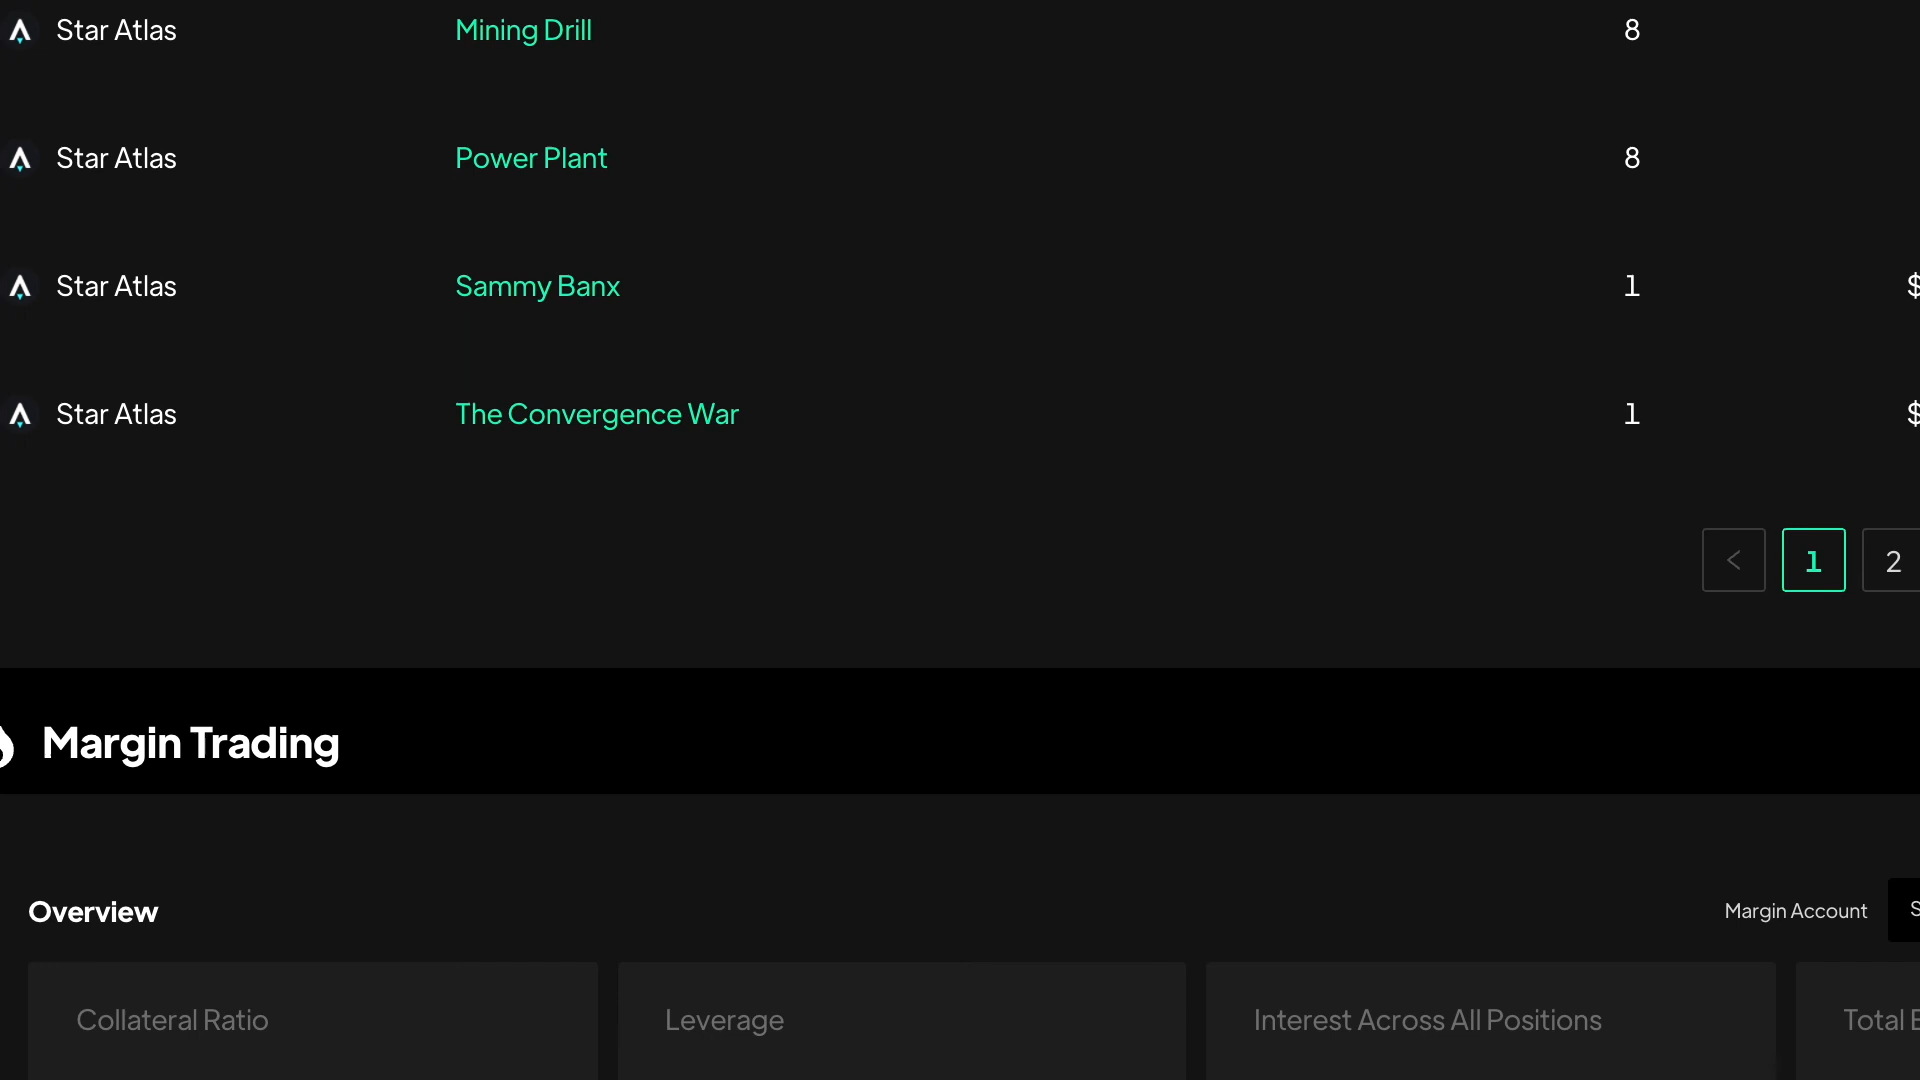 Star Atlas Mining Drill 8
Star Atlas Power Plant 8
Star Atlas Sammy Banx 1 $
Star Atlas The Convergence War 1 $
< 1 2
Margin Trading
Overview Margin Account
Collateral Ratio Leverage Interest Across All Positions Total